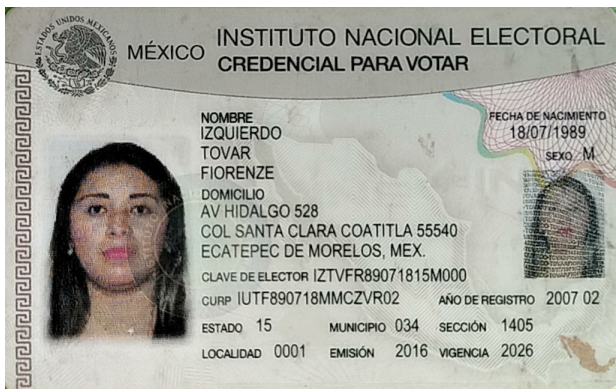 ESTADOS UNIDOS MEXICANOS
MÉXICO INSTITUTO NACIONAL ELECTORAL
CREDENCIAL PARA VOTAR
NOMBRE
IZQUIERDO
TOVAR
FIORENZE
FECHA DE NACIMIENTO
18/07/1989
SEXO M
DOMICILIO
AV HIDALGO 528
COL SANTA CLARA COATITLA 55540
ECATEPEC DE MORELOS, MEX.
CLAVE DE ELECTOR IZTVFR89071815M000
CURP IUTF890718MMCZVR02 AÑO DE REGISTRO 2007 02
ESTADO 15 MUNICIPIO 034 SECCIÓN 1405
LOCALIDAD 0001 EMISIÓN 2016 VIGENCIA 2026